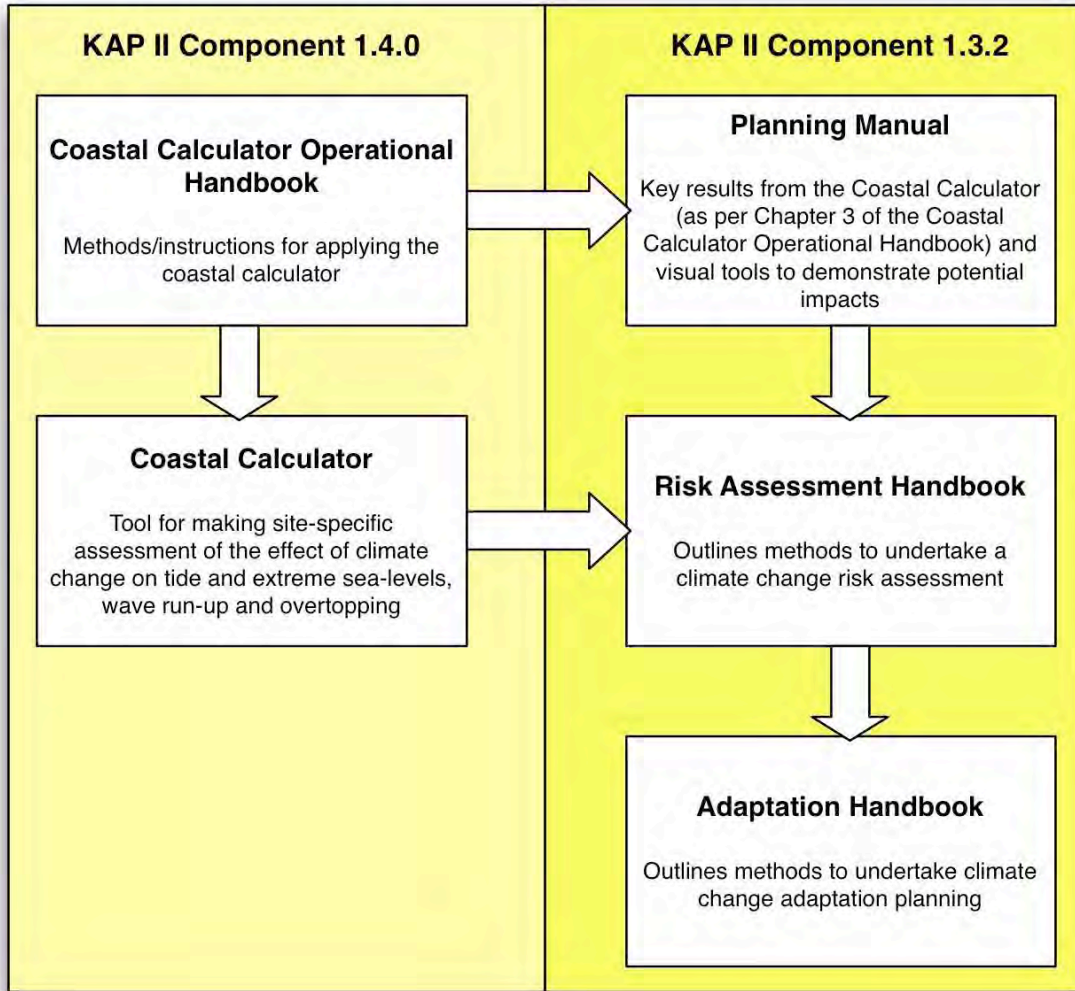 KAP II Component 1.4.0
Coastal Calculator Operational
Handbook
Methods/instructions for applying the
coastal calculator
Coastal Calculator
Tool for making site-specific
assessment of the effect of climate
change on tide and extreme sea-levels,
wave run-up and overtopping
KAP II Component 1.3.2
Planning Manual
Key results from the Coastal Calculator
(as per Chapter 3 of the Coastal
Calculator Operational Handbook) and
visual tools to demonstrate potential
impacts
Risk Assessment Handbook
Outlines methods to undertake a
climate change risk assessment
Adaptation Handbook
Outlines methods to undertake climate
change adaptation planning